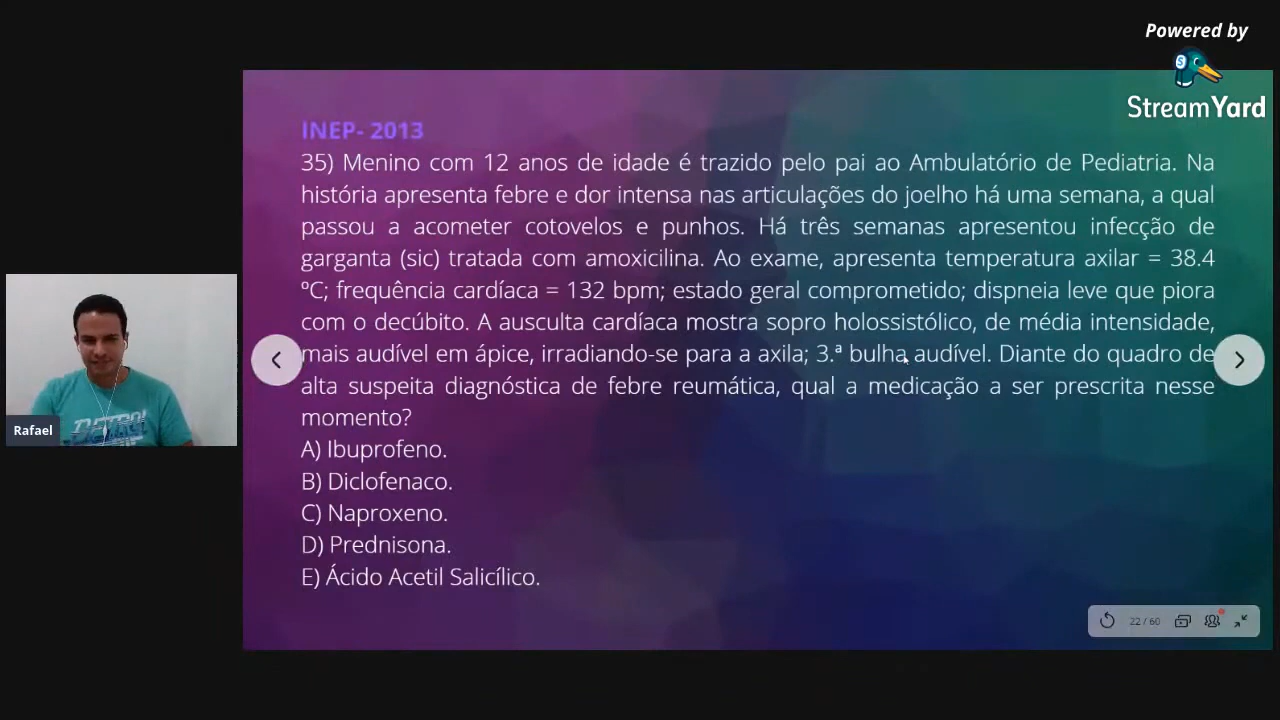 Powered by
StreamYard
INEP- 2013
35) Menino com 12 anos de idade é trazido pelo pai ao Ambulatório de Pediatria. Na
história apresenta febre e dor intensa nas articulações do joelho há uma semana, a qual
passou a acometer cotovelos e punhos. Há três semanas apresentou infecção de
garganta (sic) tratada com amoxicilina. Ao exame, apresenta temperatura axilar = 38.4
ºC; frequência cardíaca = 132 bpm; estado geral comprometido; dispneia leve que piora
com o decúbito. A ausculta cardíaca mostra sopro holossistólico, de média intensidade,
mais audível em ápice, irradiando-se para a axila; 3.ª bulha audível. Diante do quadro de
alta suspeita diagnóstica de febre reumática, qual a medicação a ser prescrita nesse
momento?
A) Ibuprofeno.
B) Diclofenaco.
C) Naproxeno.
D) Prednisona.
E) Ácido Acetil Salicílico.
Rafael
22 / 60